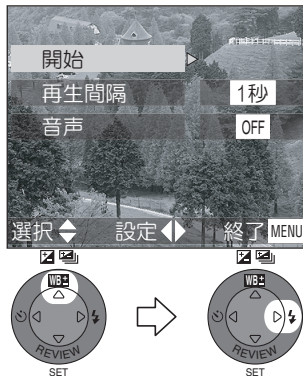 開始
再生間隔 1秒
音声 OFF
選択 設定 終了 MENU
WB± WB±
REVIEW REVIEW
SET SET